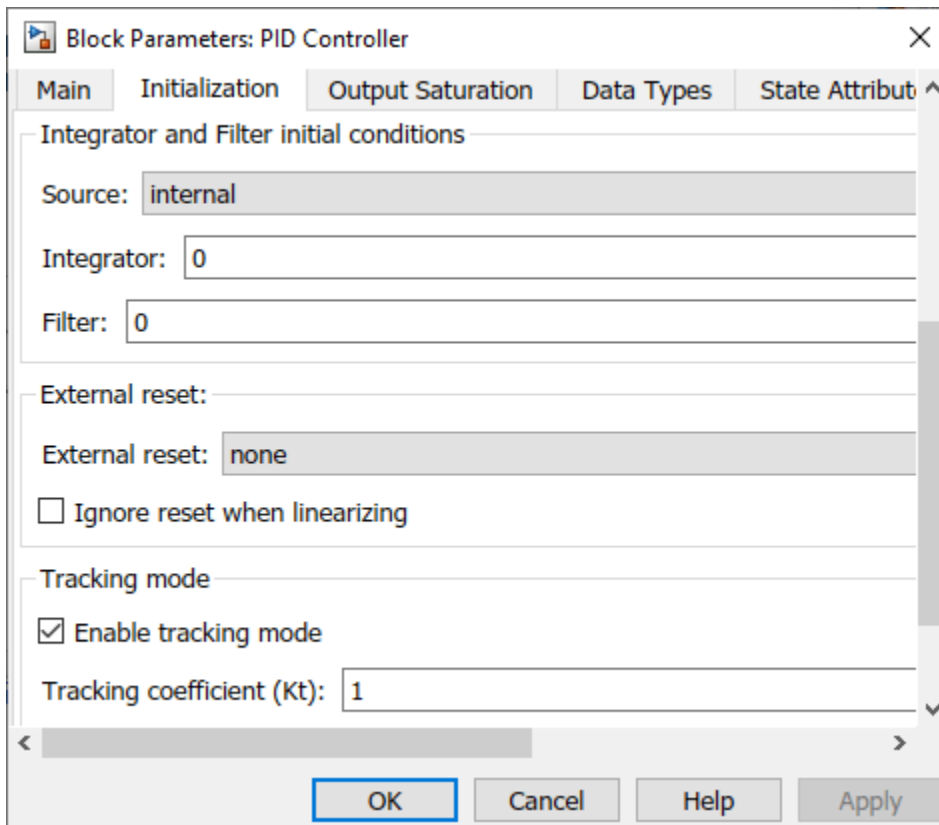 Block Parameters: PID Controller
Main Initialization Output Saturation Data Types State Attribut
Integrator and Filter initial conditions
Source: internal
Integrator: 0
Filter: 0
External reset:
External reset: none
Ignore reset when linearizing
Tracking mode
Enable tracking mode
Tracking coefficient (Kt): 1
OK Cancel Help Apply